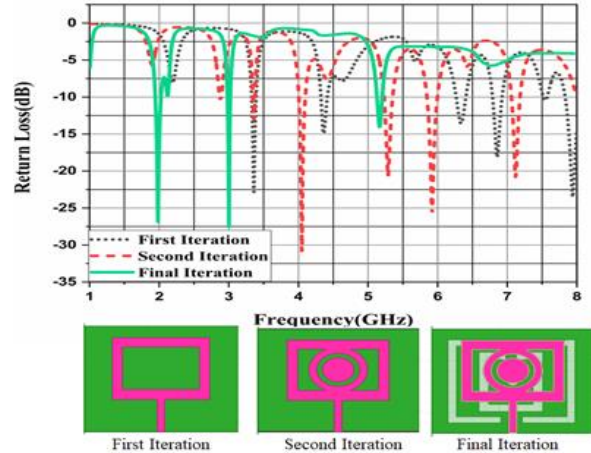 0
-5
-10
-15
-20
-25
-30
-35
Return Loss(dB)
First Iteration
Second Iteration
Final Iteration
1 2 3 4 5 6 7 8
Frequency(GHz)
First Iteration Second Iteration Final Iteration